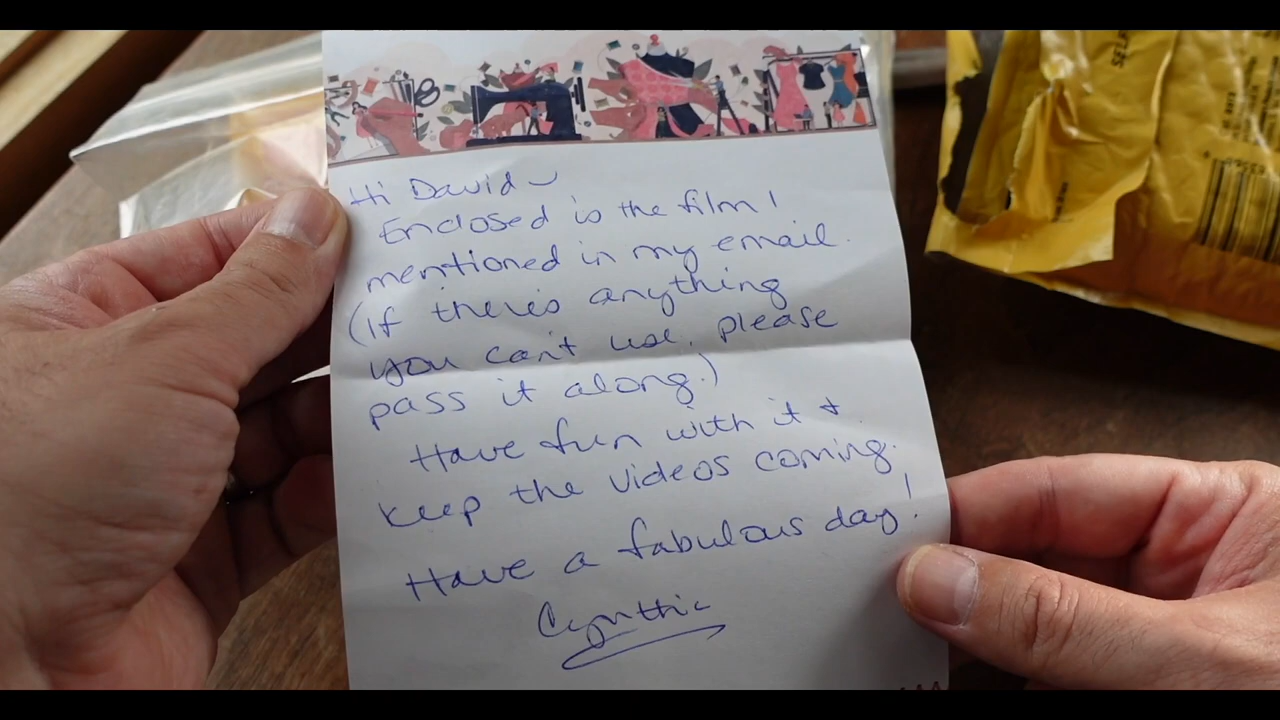 Hi David ~
Enclosed is the film I
mentioned in my email.
(If there's anything
you can't use, please
pass it along.)
Have fun with it +
keep the videos coming.
Have a fabulous day!
Cynthia